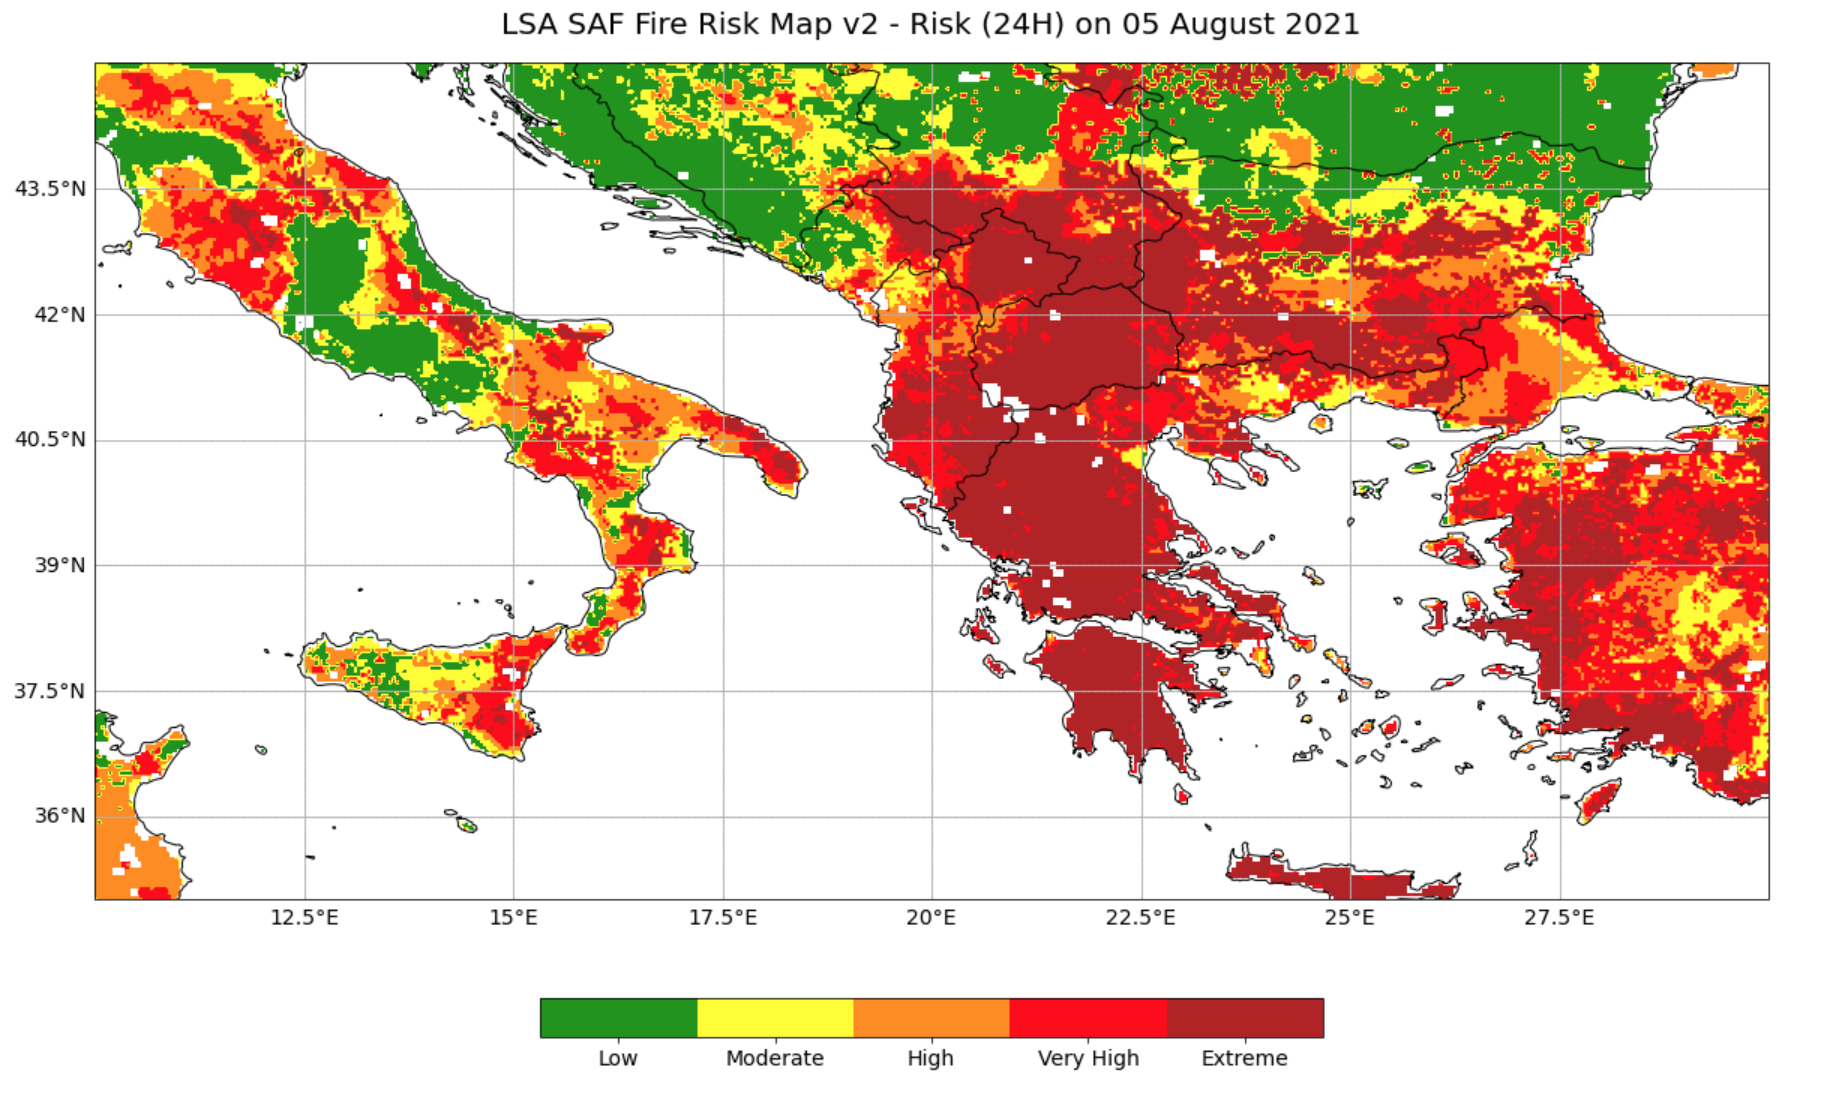 LSA SAF Fire Risk Map v2 - Risk (24H) on 05 August 2021
43.5°N
42°N
40.5°N
39°N
37.5°N
36°N
12.5°E 15°E 17.5°E 20°E 22.5°E 25°E 27.5°E
Low Moderate High Very High Extreme